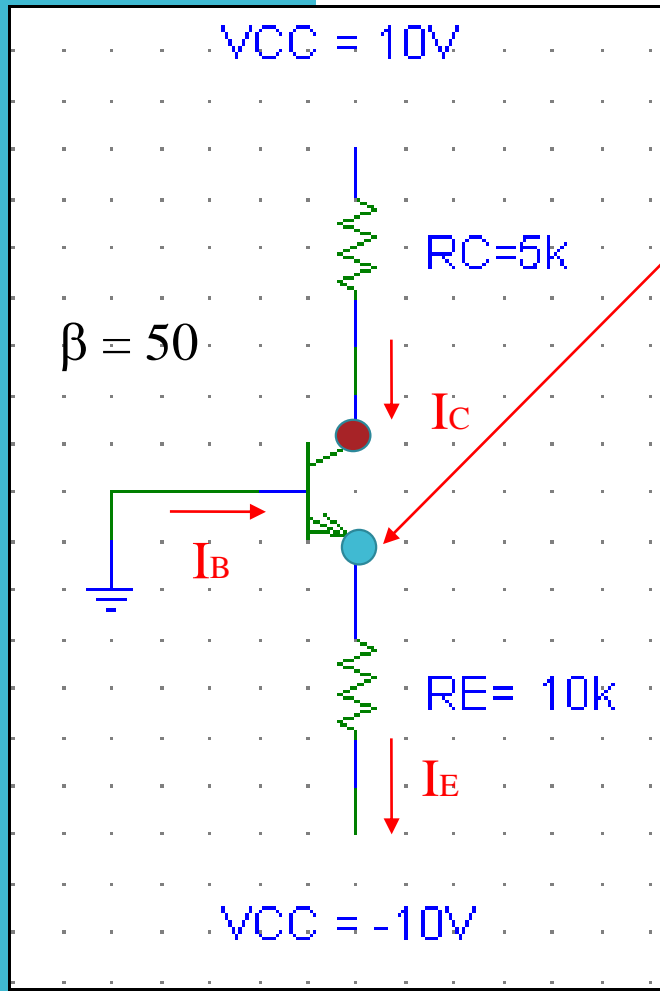 VCC = 10V
RC=5k
β = 50
IC
IB
RE= 10k
IE
VCC = -10V